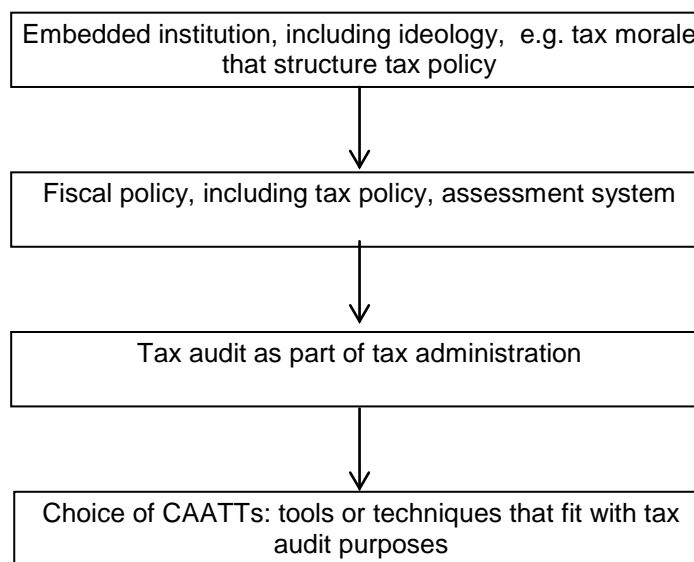 Embedded institution, including ideology,  e.g. tax morale
that structure tax policy
Fiscal policy, including tax policy, assessment system
Tax audit as part of tax administration
Choice of CAATTs: tools or techniques that fit with tax
audit purposes